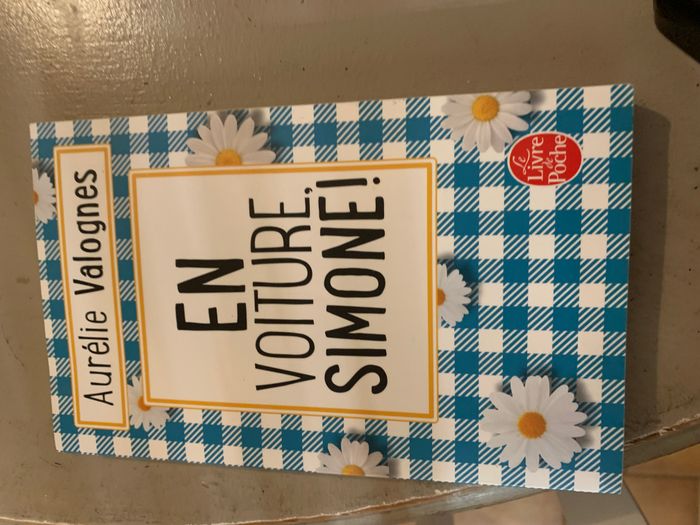 Aurélie Valognes
EN
VOITURE,
SIMONE!
Le
Livre
de
Poche